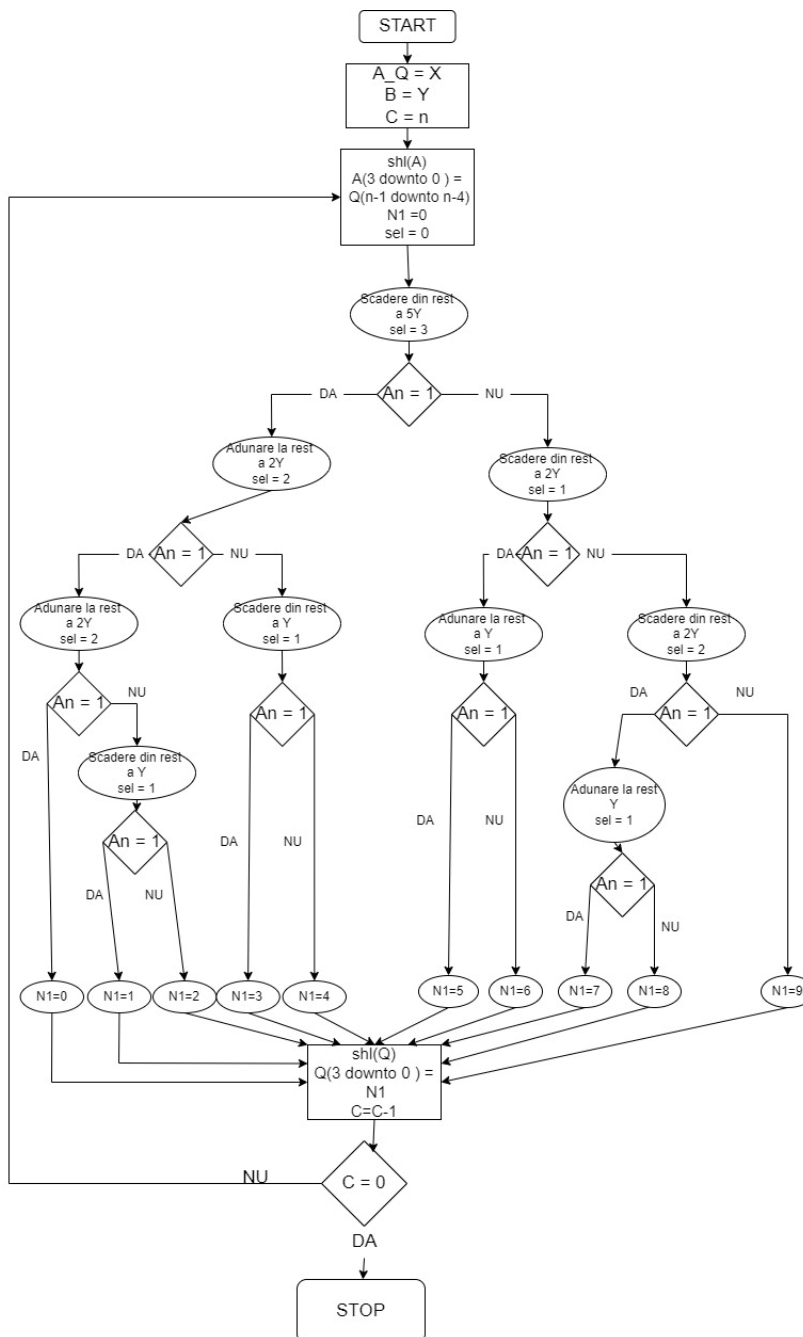 START
A_Q = X
B = Y
C = n
shl(A)
A(3 downto 0 ) =
Q(n-1 downto n-4)
N1 =0
sel = 0
Scadere din rest
a 5Y
sel = 3
An = 1
DA
NU
Adunare la rest
a 2Y
sel = 2
Scadere din rest
a 2Y
sel = 1
An = 1
DA
NU
An = 1
DA
NU
Adunare la rest
a 2Y
sel = 2
Scadere din rest
a Y
sel = 1
Adunare la rest
a Y
sel = 1
Scadere din rest
a 2Y
sel = 2
An = 1
DA
NU
An = 1
DA
NU
An = 1
DA
NU
An = 1
DA
NU
Scadere din rest
a Y
sel = 1
Adunare la rest
Y
sel = 1
An = 1
DA
NU
An = 1
DA
NU
N1=0
N1=1
N1=2
N1=3
N1=4
N1=5
N1=6
N1=7
N1=8
N1=9
shl(Q)
Q(3 downto 0 ) =
N1
C=C-1
C = 0
NU
DA
STOP